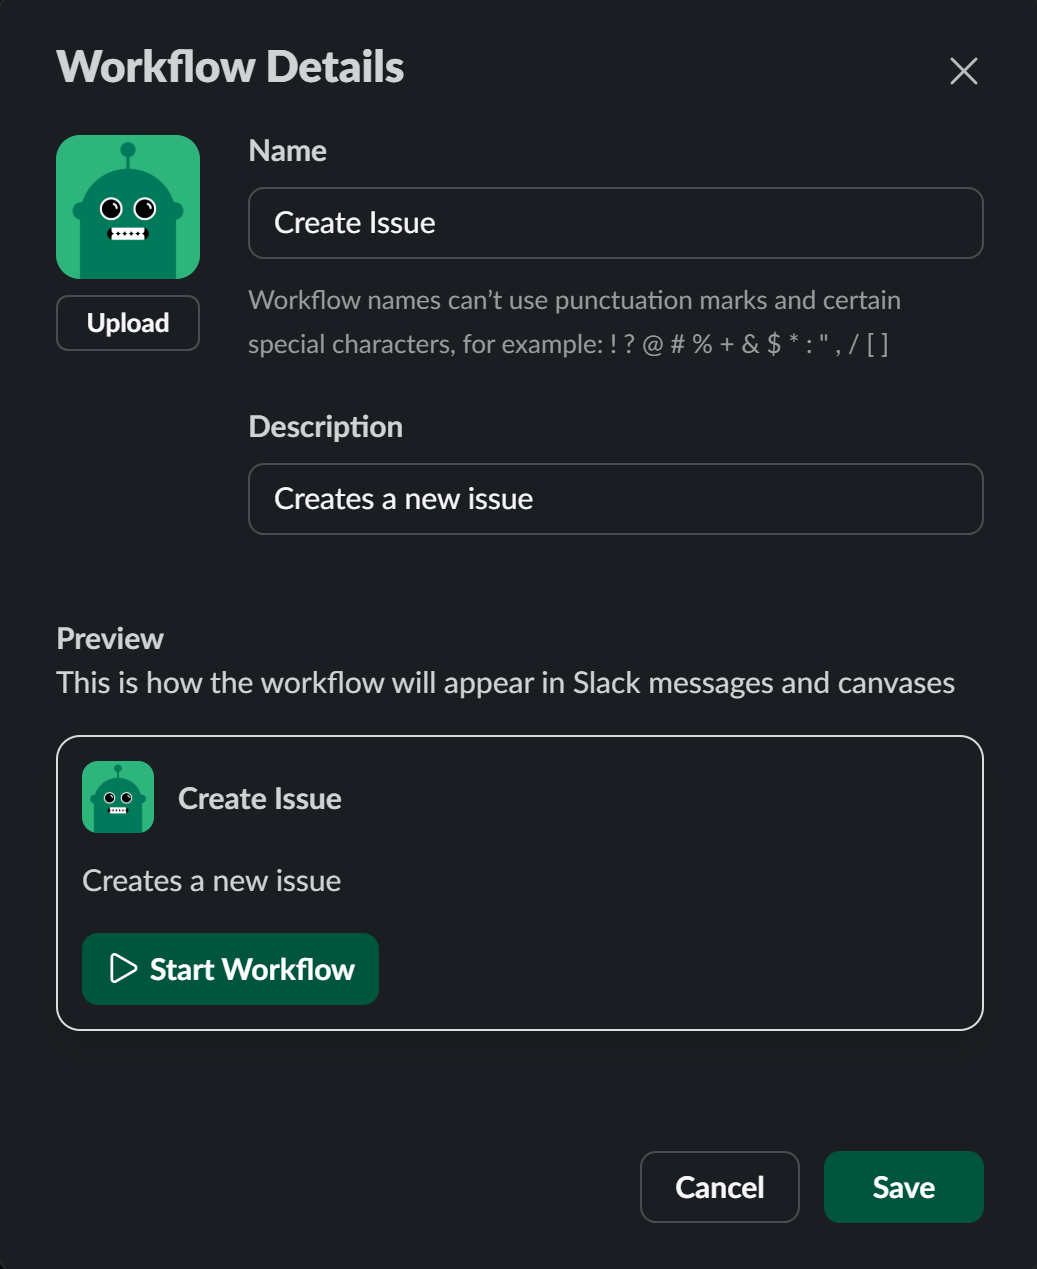 Workflow Details
Name
Create Issue
Workflow names can’t use punctuation marks and certain
special characters, for example: ! ? @ # % + & $ * : " , / [ ]
Upload
Description
Creates a new issue
Preview
This is how the workflow will appear in Slack messages and canvases
Create Issue
Creates a new issue
Start Workflow
Cancel
Save